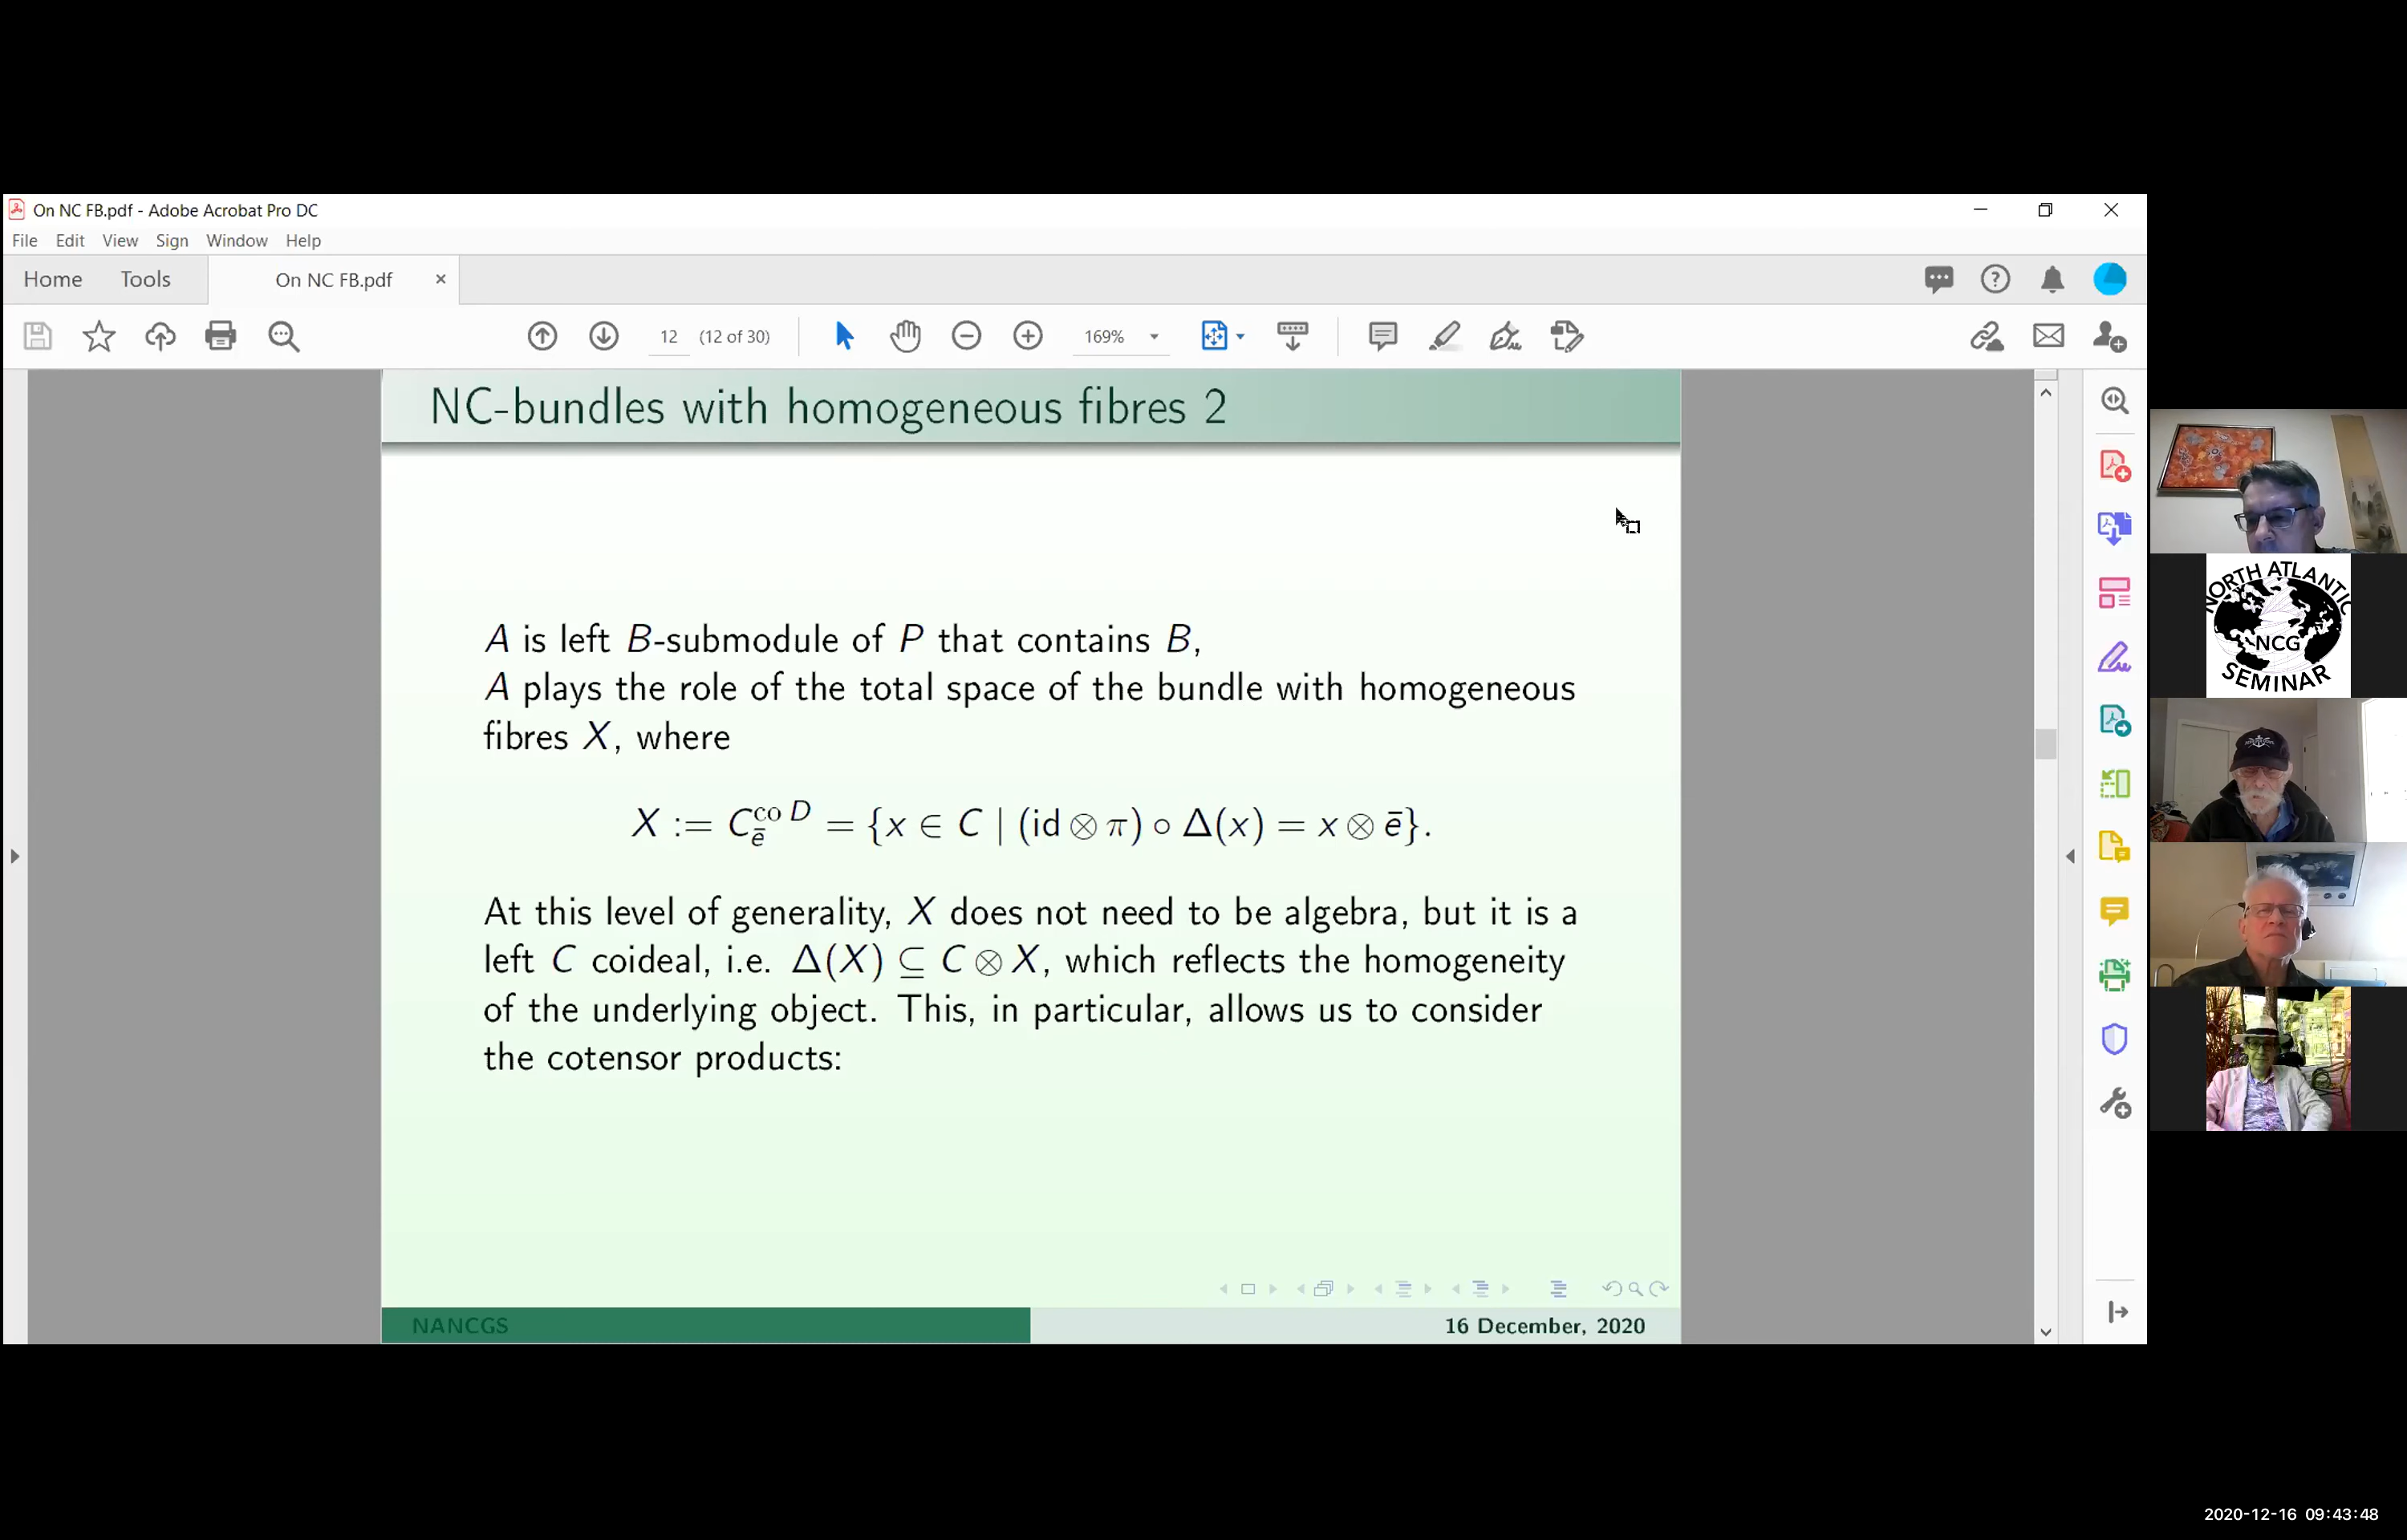 On NC FB.pdf - Adobe Acrobat Pro DC
File Edit View Sign Window Help
Home Tools On NC FB.pdf ×
12 (12 of 30) 169%
NC-bundles with homogeneous fibres 2
A is left B-submodule of P that contains B,
A plays the role of the total space of the bundle with homogeneous
fibres X, where
X := C_{ē}^{co D} = {x ∈ C | (id ⊗ π) ∘ Δ(x) = x ⊗ ē}.
At this level of generality, X does not need to be algebra, but it is a
left C coideal, i.e. Δ(X) ⊆ C ⊗ X, which reflects the homogeneity
of the underlying object. This, in particular, allows us to consider
the cotensor products:
NANCGS 16 December, 2020
NORTH ATLANTIC
NCG
SEMINAR
2020-12-16 09:43:48